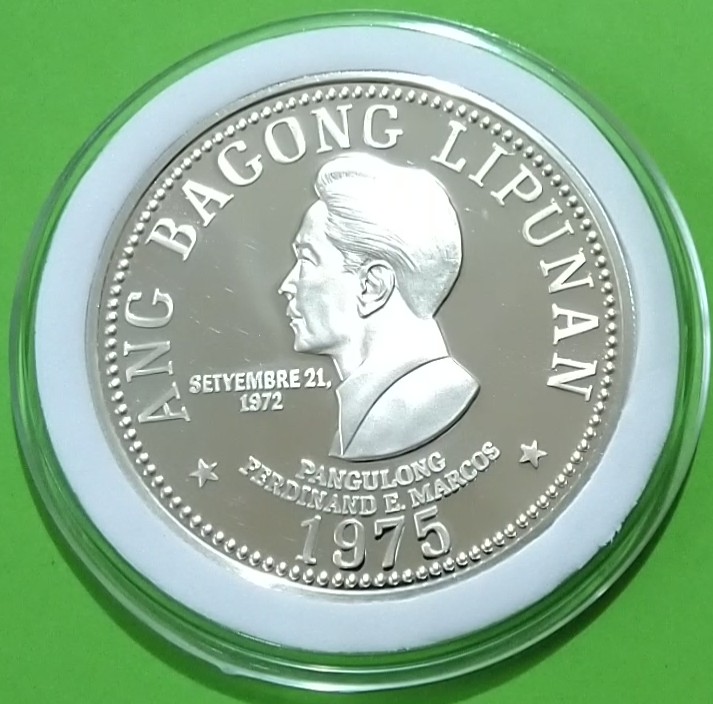 ANG BAGONG LIPUNAN
SETYEMBRE 21,
1972
PANGULONG
FERDINAND E. MARCOS
1975